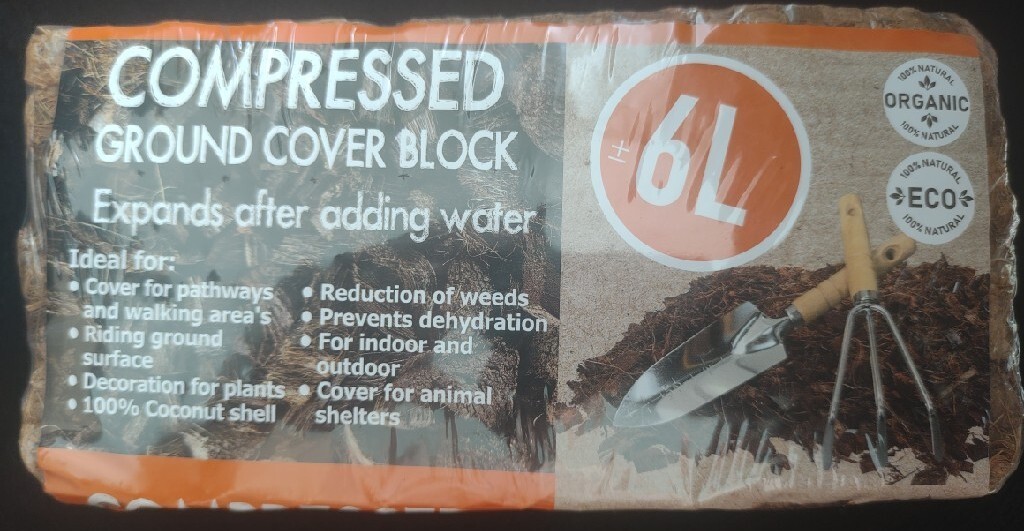 COMPRESSED
GROUND COVER BLOCK
Expands after adding water
Ideal for:
• Cover for pathways
and walking area's
• Riding ground
surface
• Decoration for plants
• 100% Coconut shell
• Reduction of weeds
• Prevents dehydration
• For indoor and
outdoor
• Cover for animal
shelters
± 6L
100% NATURAL
ORGANIC
100% NATURAL
100% NATURAL
ECO
100% NATURAL
COMPRESSED